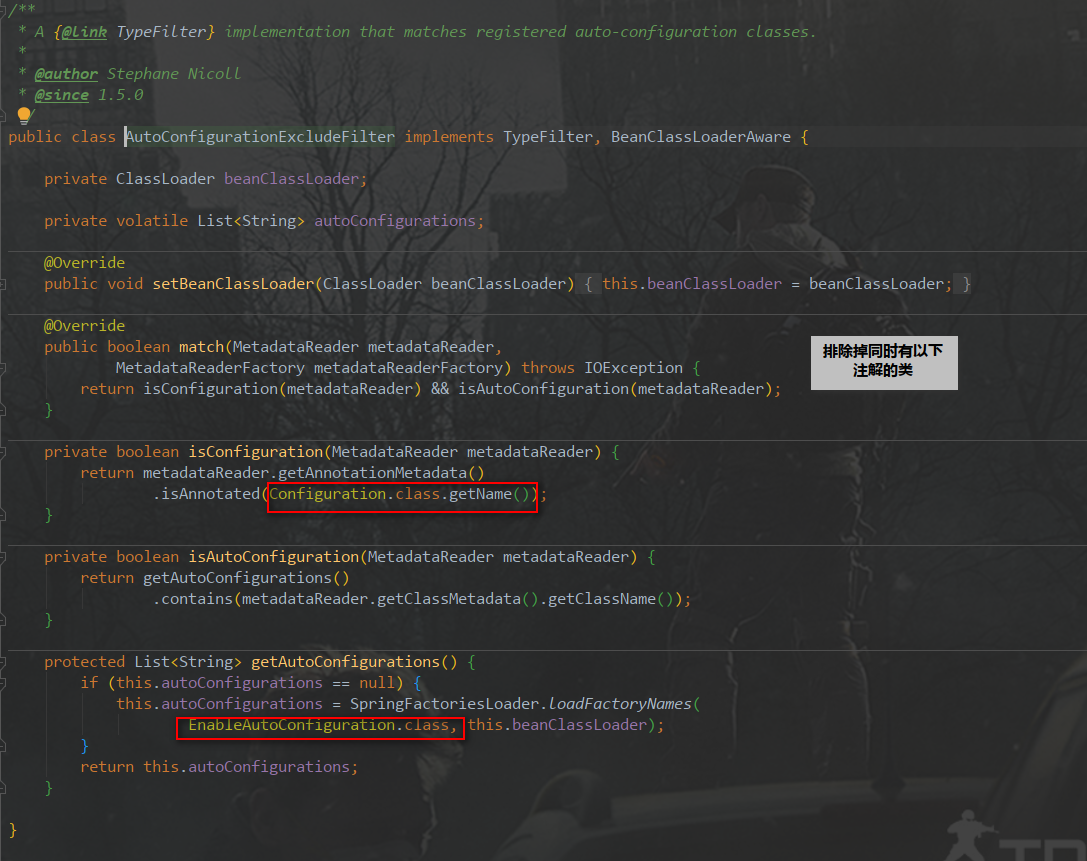 /**
 * A {@link TypeFilter} implementation that matches registered auto-configuration classes.
 *
 * @author Stephane Nicoll
 * @since 1.5.0
 */
public class AutoConfigurationExcludeFilter implements TypeFilter, BeanClassLoaderAware {
private ClassLoader beanClassLoader;
private volatile List<String> autoConfigurations;
@Override
public void setBeanClassLoader(ClassLoader beanClassLoader) { this.beanClassLoader = beanClassLoader; }
@Override
public boolean match(MetadataReader metadataReader,
MetadataReaderFactory metadataReaderFactory) throws IOException {
return isConfiguration(metadataReader) && isAutoConfiguration(metadataReader);
}
排除掉同时有以下
注解的类
private boolean isConfiguration(MetadataReader metadataReader) {
return metadataReader.getAnnotationMetadata()
.isAnnotated(Configuration.class.getName());
}
private boolean isAutoConfiguration(MetadataReader metadataReader) {
return getAutoConfigurations()
.contains(metadataReader.getClassMetadata().getClassName());
}
protected List<String> getAutoConfigurations() {
if (this.autoConfigurations == null) {
this.autoConfigurations = SpringFactoriesLoader.loadFactoryNames(
EnableAutoConfiguration.class, this.beanClassLoader);
}
return this.autoConfigurations;
}
}